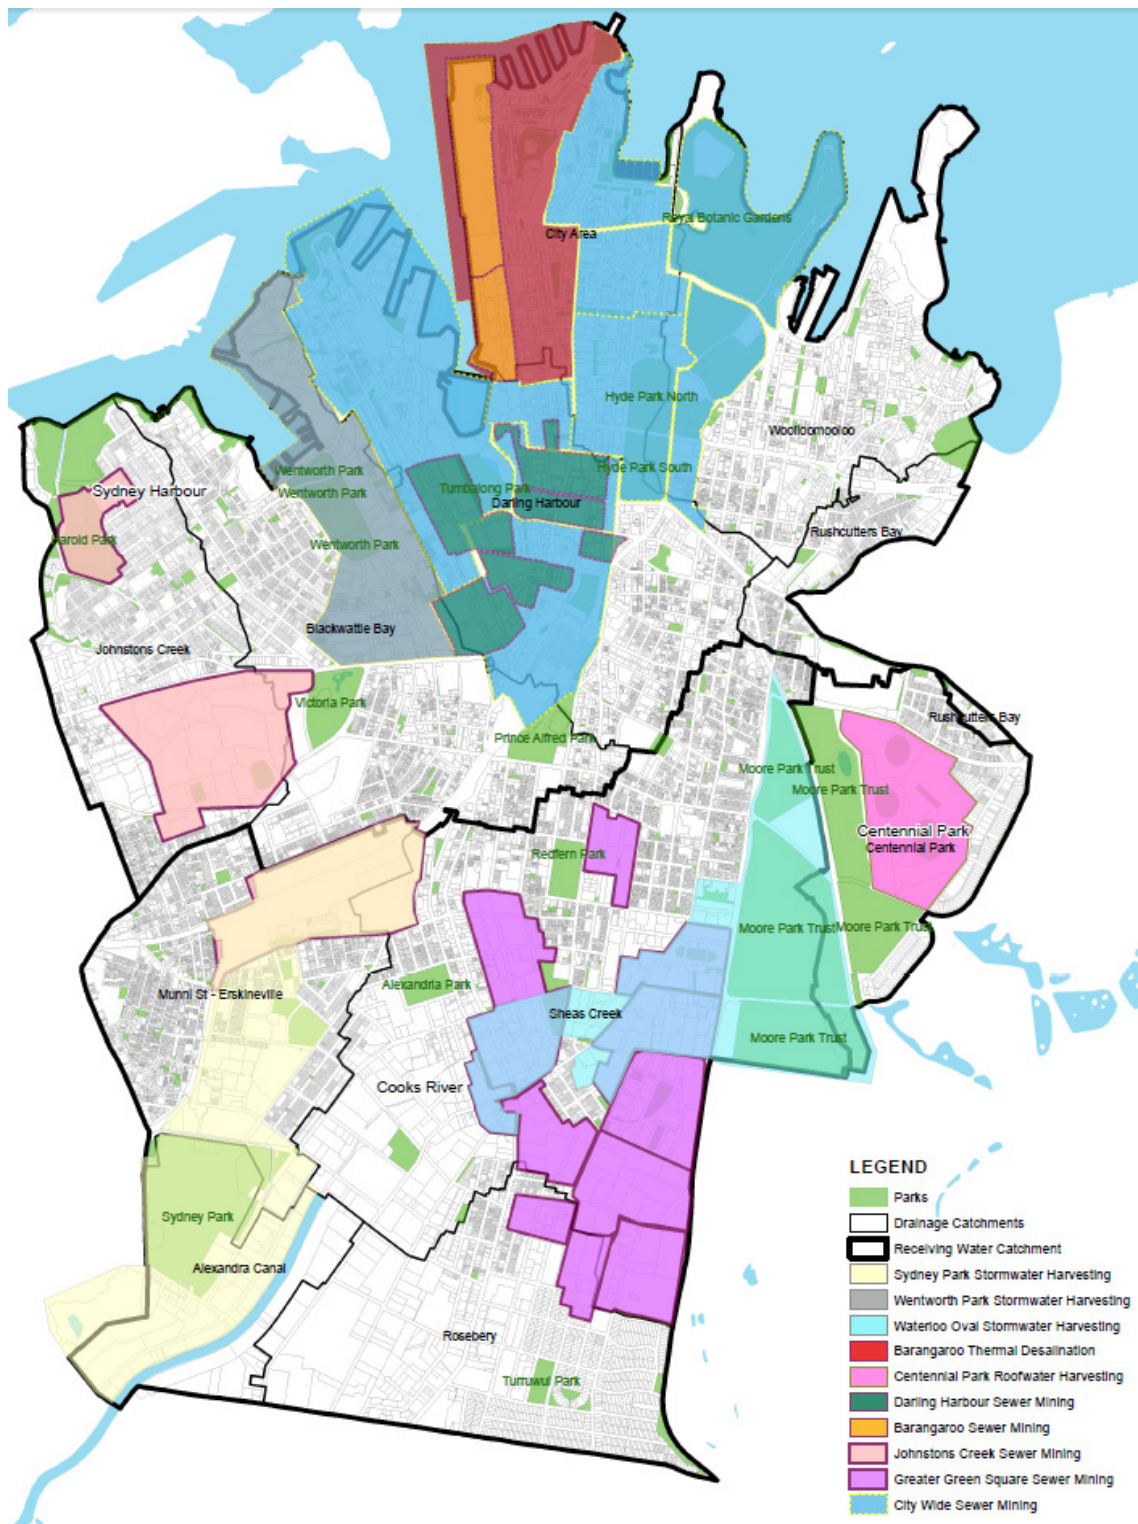 Royal Botanic Gardens
City Area
Hyde Park North
Woolloomooloo
Wentworth Park
Hyde Park South
Sydney Harbour
Wentworth Park
Tumbalong Park
Darling Harbour
Rushcutters Bay
Harold Park
Wentworth Park
Blackwattle Bay
Johnstons Creek
Victoria Park
Rushcutters Bay
Prince Alfred Park
Moore Park Trust
Moore Park Trust
Centennial Park
Centennial Park
Redfern Park
Moore Park Trust
Moore Park Trust
Alexandria Park
Munni St - Erskineville
Sheas Creek
Moore Park Trust
Cooks River
Sydney Park
Alexandra Canal
Rosebery
Turruwul Park
LEGEND
Parks
Drainage Catchments
Receiving Water Catchment
Sydney Park Stormwater Harvesting
Wentworth Park Stormwater Harvesting
Waterloo Oval Stormwater Harvesting
Barangaroo Thermal Desalination
Centennial Park Roofwater Harvesting
Darling Harbour Sewer Mining
Barangaroo Sewer Mining
Johnstons Creek Sewer Mining
Greater Green Square Sewer Mining
City Wide Sewer Mining